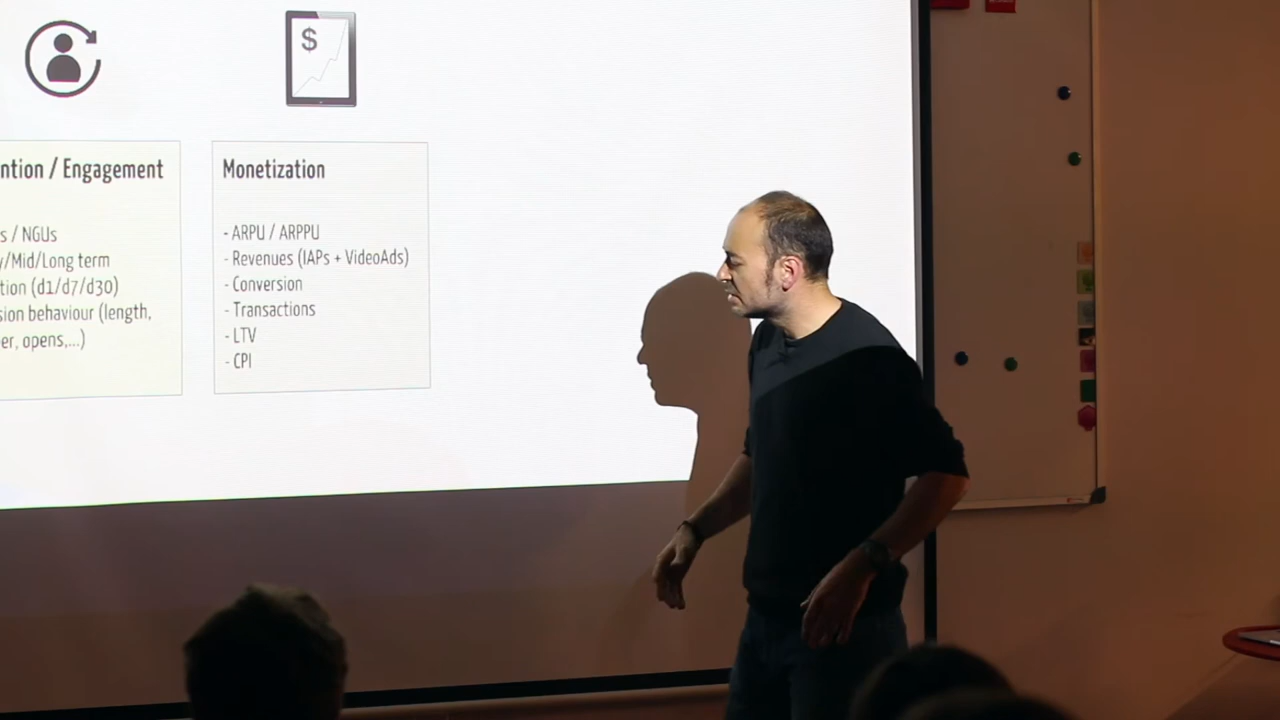 ntion / Engagement
s / NGUs
y/Mid/Long term
tion (d1/d7/d30)
sion behaviour (length,
er, opens,...)
$
Monetization
- ARPU / ARPPU
- Revenues (IAPs + VideoAds)
- Conversion
- Transactions
- LTV
- CPI